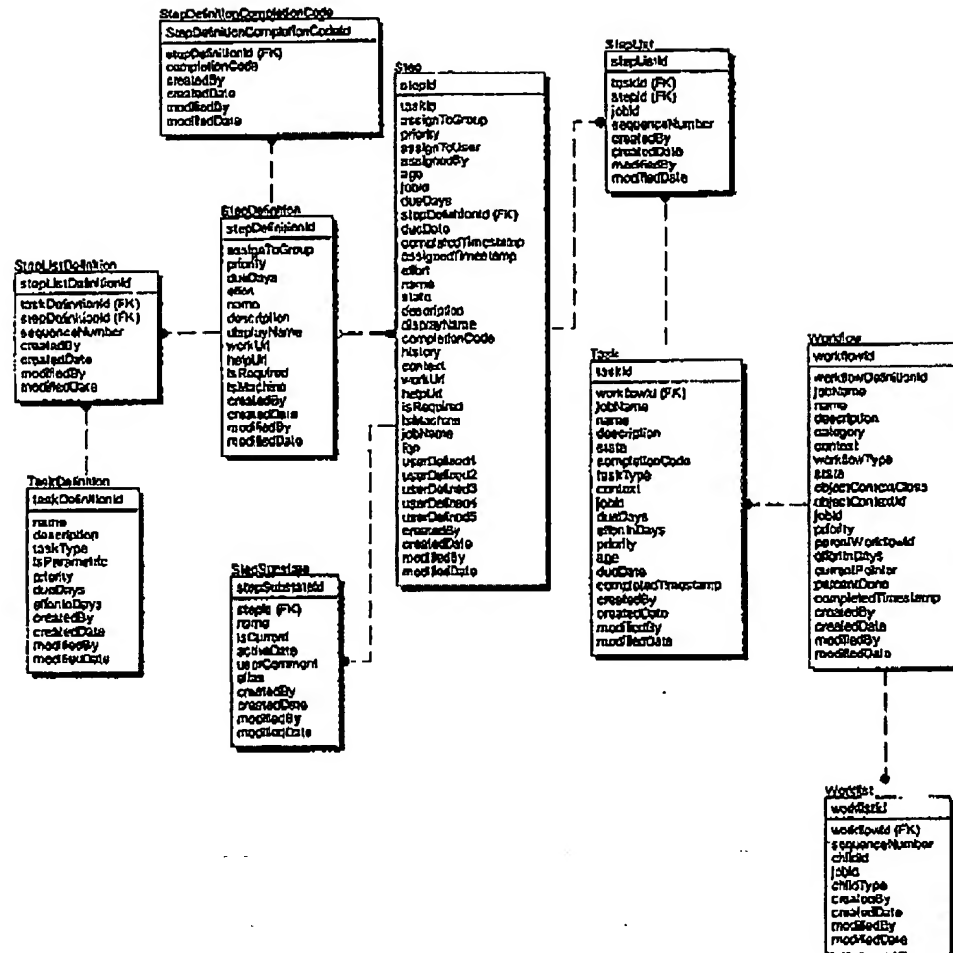 StepDefinitionCompletionCode
StepDefinitionCompletionCodeId
stepDefinitionId (FK)
completionCode
createdBy
createdDate
modifiedBy
modifiedDate
StepList
stepListId
taskId (FK)
stepId (FK)
jobId
sequenceNumber
createdBy
createdDate
modifiedBy
modifiedDate
Step
stepId
taskId
assignToGroup
priority
assignToUser
assignedBy
age
jobId
dueDays
stepDefinitionId (FK)
dueDate
completedTimestamp
assignedTimestamp
effort
name
state
description
displayName
completionCode
history
context
workUrl
helpUrl
isRequired
isMachine
jobName
userDefined1
userDefined2
userDefined3
userDefined4
userDefined5
createdBy
createdDate
modifiedBy
modifiedDate
StepDefinition
stepDefinitionId
assignToGroup
priority
dueDays
effort
name
description
displayName
workUrl
helpUrl
isRequired
isMachine
createdBy
createdDate
modifiedBy
modifiedDate
StepListDefinition
stepListDefinitionId
taskDefinitionId (FK)
stepDefinitionId (FK)
sequenceNumber
createdBy
createdDate
modifiedBy
modifiedDate
TaskDefinition
taskDefinitionId
name
description
taskType
isParametric
priority
dueDays
effortInDays
createdBy
createdDate
modifiedBy
modifiedDate
StepSubstate
stepSubstateId
stepId (FK)
name
isCurrent
activeDate
userComment
alias
createdBy
createdDate
modifiedBy
modifiedDate
Task
taskId
workflowId (FK)
jobName
name
description
state
completionCode
taskType
context
jobId
dueDays
effortInDays
priority
age
dueDate
completedTimestamp
createdBy
createdDate
modifiedBy
modifiedDate
Workflow
workflowId
workflowDefinitionId
jobName
name
description
category
context
workflowType
state
objectContextClass
objectContextId
jobId
priority
parentWorkflowId
effortInDays
currentPointer
percentDone
completedTimestamp
createdBy
createdDate
modifiedBy
modifiedDate
Worklist
worklistId
workflowId (FK)
sequenceNumber
childId
jobId
childType
createdBy
createdDate
modifiedBy
modifiedDate